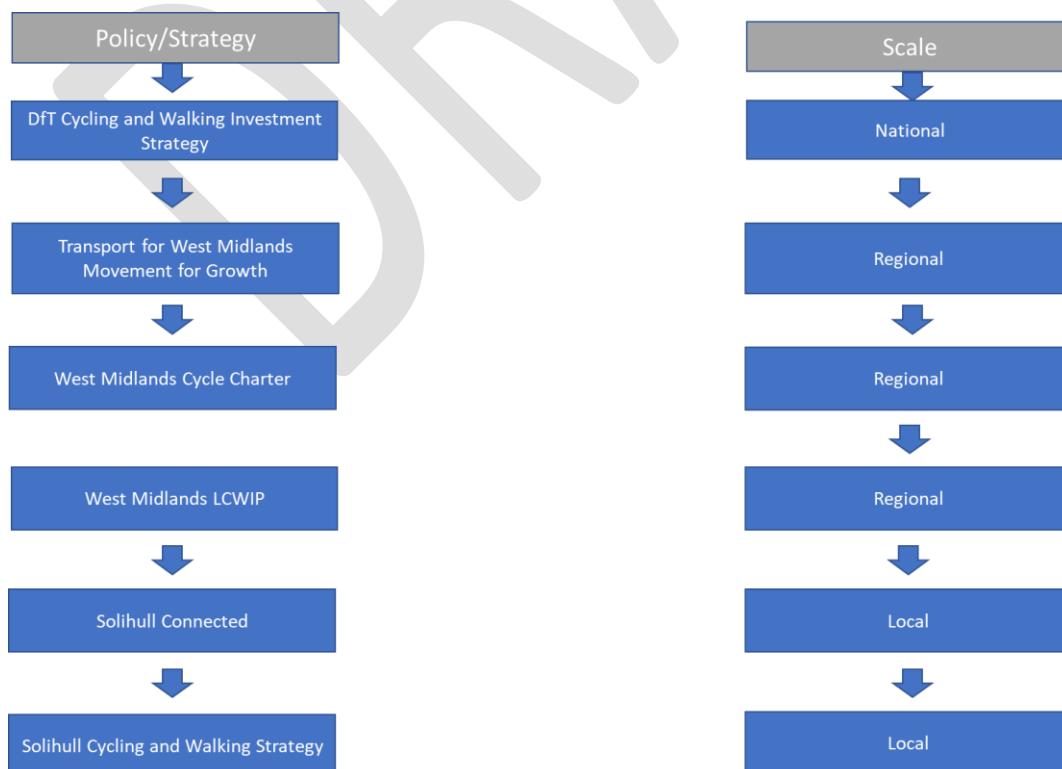 Policy/Strategy
Scale
DfT Cycling and Walking Investment
Strategy
National
Transport for West Midlands
Movement for Growth
Regional
West Midlands Cycle Charter
Regional
West Midlands LCWIP
Regional
Solihull Connected
Local
Solihull Cycling and Walking Strategy
Local